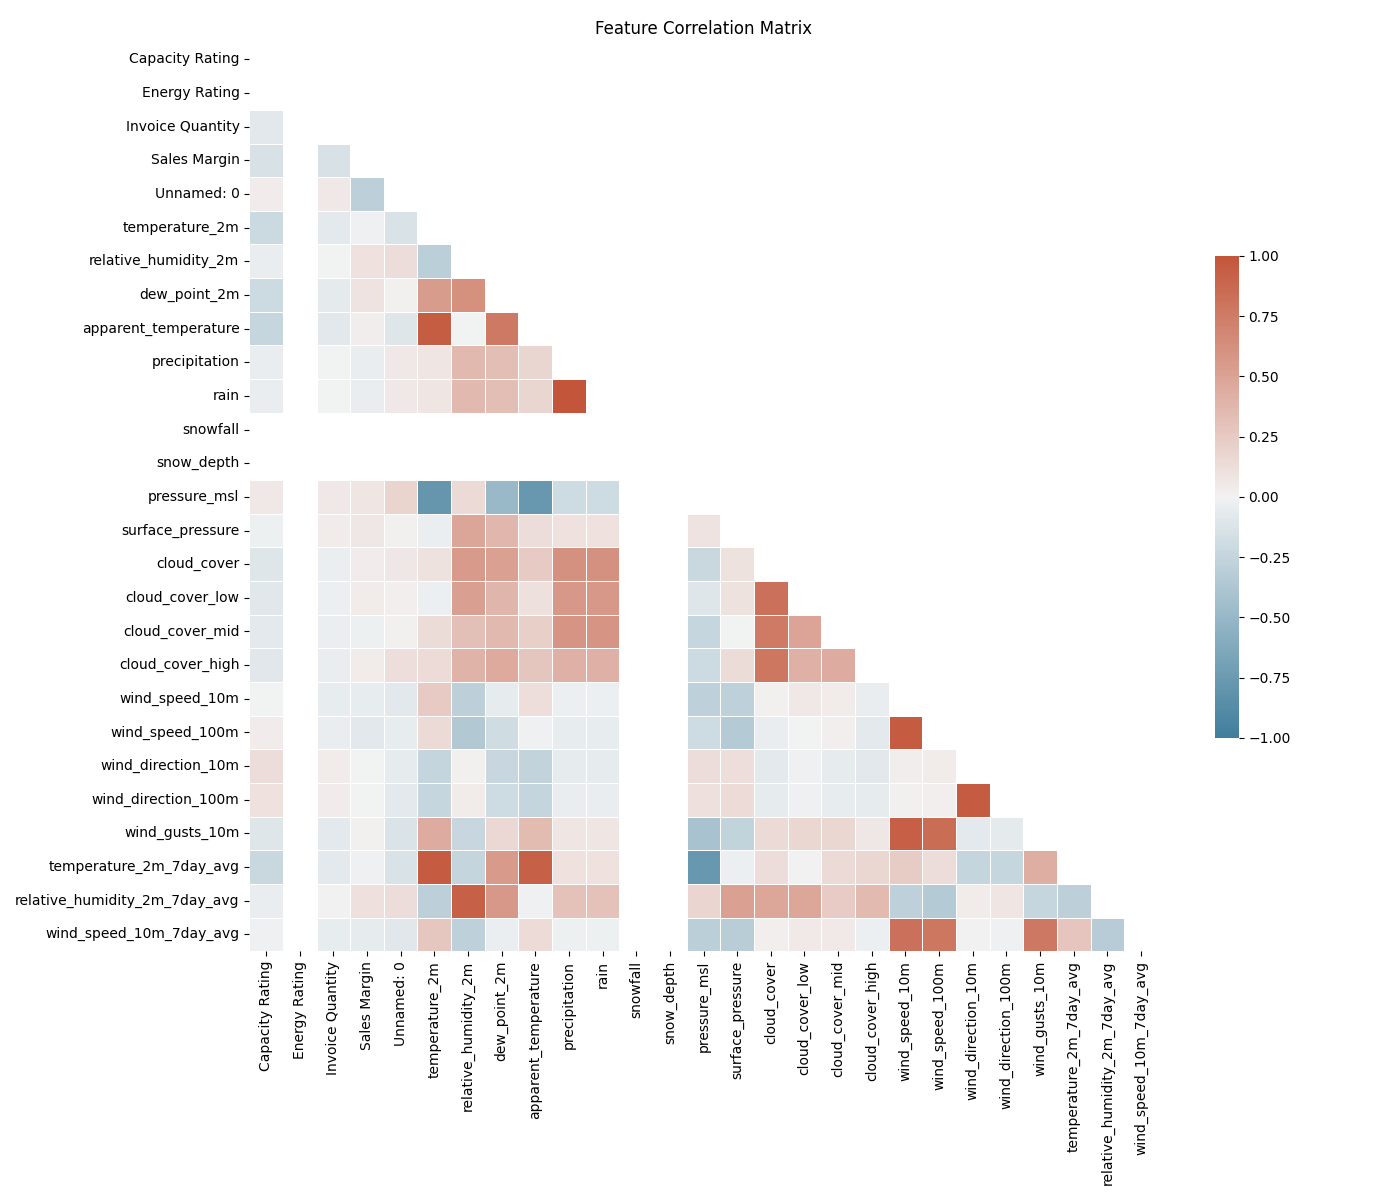 Feature Correlation Matrix
Capacity Rating
Energy Rating
Invoice Quantity
Sales Margin
Unnamed: 0
temperature_2m
relative_humidity_2m
dew_point_2m
apparent_temperature
precipitation
rain
snowfall
snow_depth
pressure_msl
surface_pressure
cloud_cover
cloud_cover_low
cloud_cover_mid
cloud_cover_high
wind_speed_10m
wind_speed_100m
wind_direction_10m
wind_direction_100m
wind_gusts_10m
temperature_2m_7day_avg
relative_humidity_2m_7day_avg
wind_speed_10m_7day_avg
Capacity Rating
Energy Rating
Invoice Quantity
Sales Margin
Unnamed: 0
temperature_2m
relative_humidity_2m
dew_point_2m
apparent_temperature
precipitation
rain
snowfall
snow_depth
pressure_msl
surface_pressure
cloud_cover
cloud_cover_low
cloud_cover_mid
cloud_cover_high
wind_speed_10m
wind_speed_100m
wind_direction_10m
wind_direction_100m
wind_gusts_10m
temperature_2m_7day_avg
relative_humidity_2m_7day_avg
wind_speed_10m_7day_avg
1.00
0.75
0.50
0.25
0.00
−0.25
−0.50
−0.75
−1.00